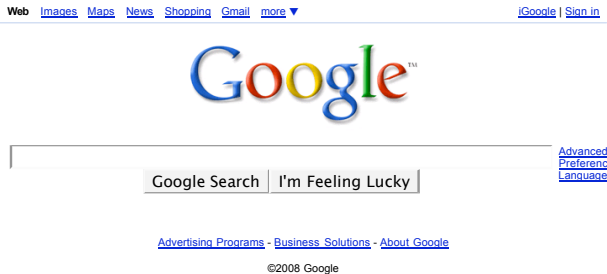 Web Images Maps News Shopping Gmail more ▼ iGoogle | Sign in
Google™
Advanced
Preferenc
Language
Google Search I'm Feeling Lucky
Advertising Programs - Business Solutions - About Google
©2008 Google